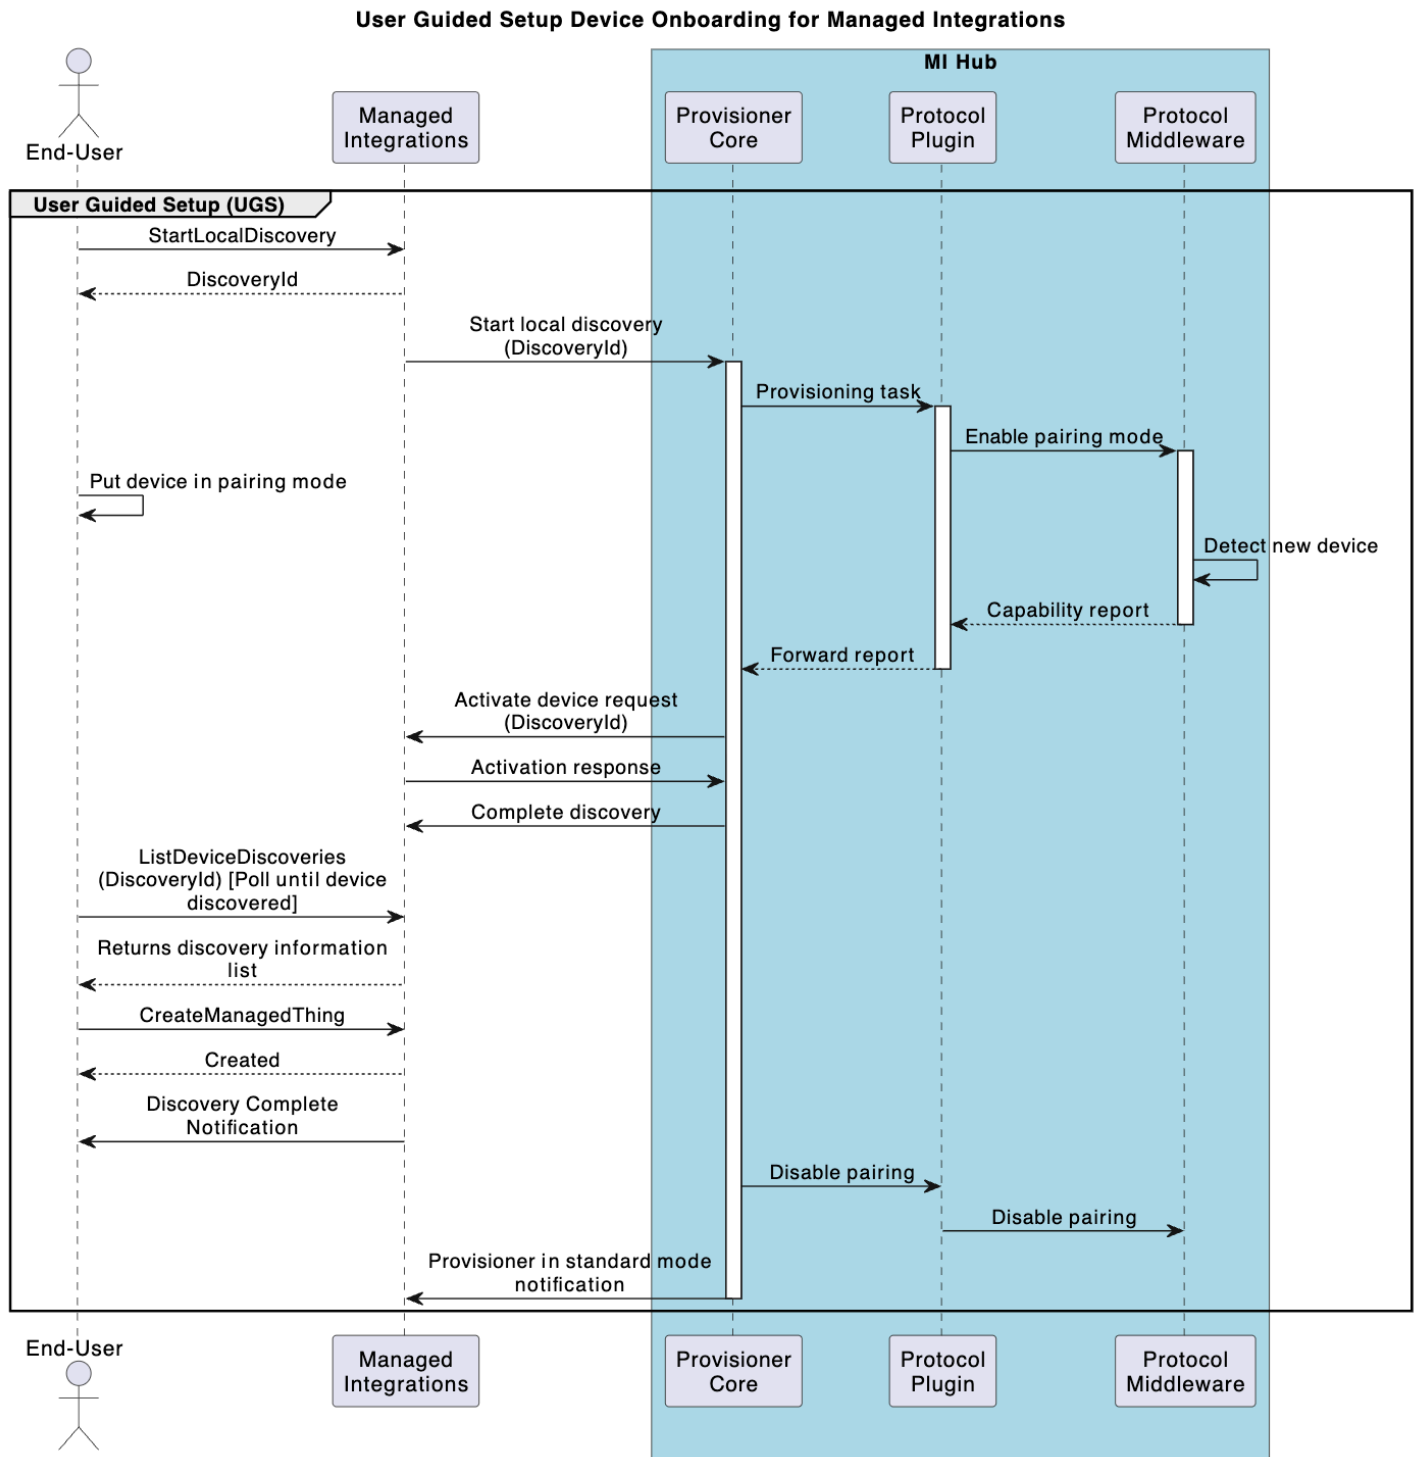 User Guided Setup Device Onboarding for Managed Integrations
MI Hub
End-User
Managed
Integrations
Provisioner
Core
Protocol
Plugin
Protocol
Middleware
User Guided Setup (UGS)
StartLocalDiscovery
DiscoveryId
Start local discovery
(DiscoveryId)
Provisioning task
Enable pairing mode
Put device in pairing mode
Detect new device
Capability report
Forward report
Activate device request
(DiscoveryId)
Activation response
Complete discovery
ListDeviceDiscoveries
(DiscoveryId) [Poll until device
discovered]
Returns discovery information
list
CreateManagedThing
Created
Discovery Complete
Notification
Disable pairing
Disable pairing
Provisioner in standard mode
notification
End-User
Managed
Integrations
Provisioner
Core
Protocol
Plugin
Protocol
Middleware